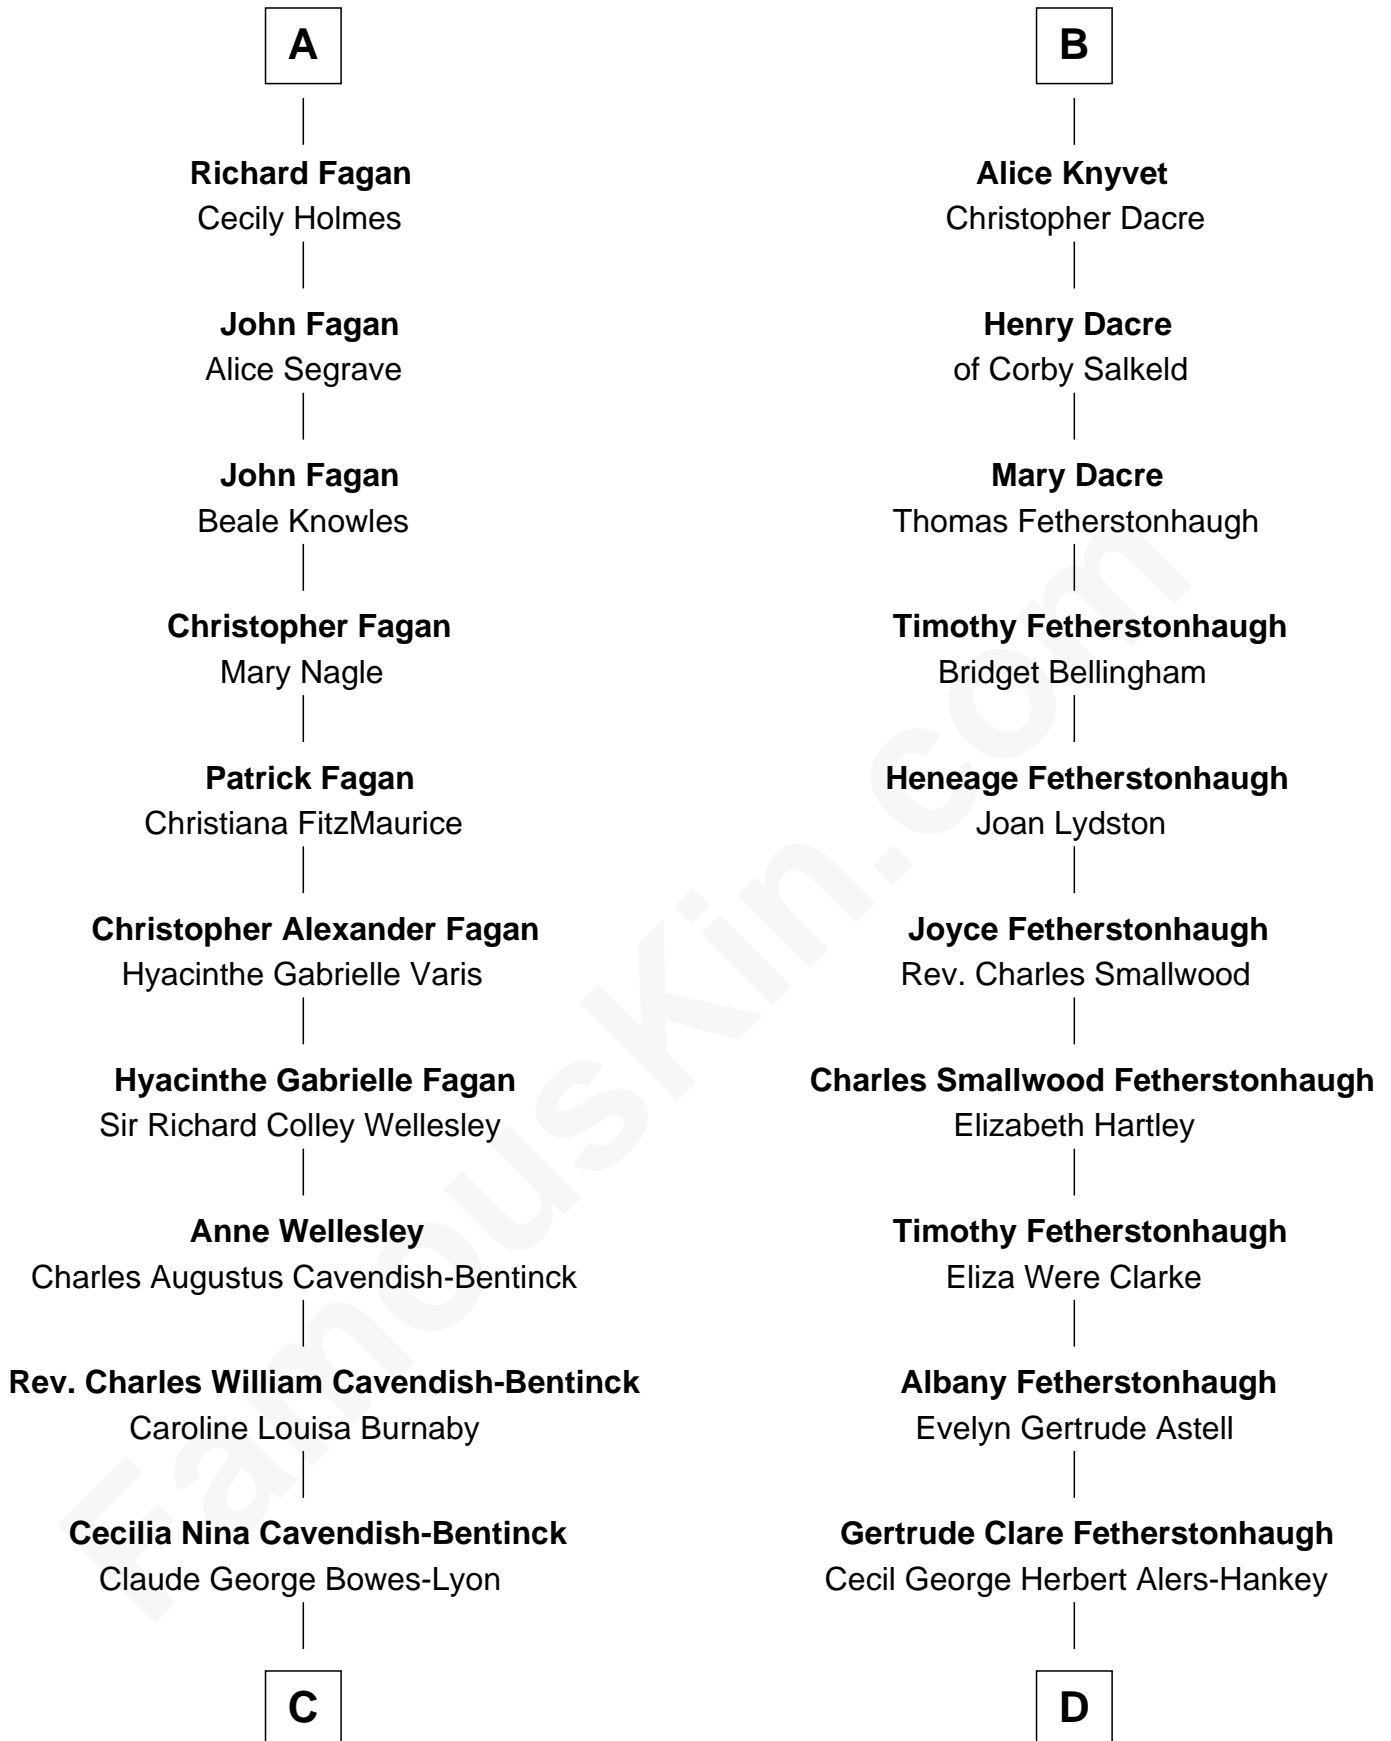 A
Richard Fagan
Cecily Holmes
John Fagan
Alice Segrave
John Fagan
Beale Knowles
Christopher Fagan
Mary Nagle
Patrick Fagan
Christiana FitzMaurice
Christopher Alexander Fagan
Hyacinthe Gabrielle Varis
Hyacinthe Gabrielle Fagan
Sir Richard Colley Wellesley
Anne Wellesley
Charles Augustus Cavendish-Bentinck
Rev. Charles William Cavendish-Bentinck
Caroline Louisa Burnaby
Cecilia Nina Cavendish-Bentinck
Claude George Bowes-Lyon
C
B
Alice Knyvet
Christopher Dacre
Henry Dacre
of Corby Salkeld
Mary Dacre
Thomas Fetherstonhaugh
Timothy Fetherstonhaugh
Bridget Bellingham
Heneage Fetherstonhaugh
Joan Lydston
Joyce Fetherstonhaugh
Rev. Charles Smallwood
Charles Smallwood Fetherstonhaugh
Elizabeth Hartley
Timothy Fetherstonhaugh
Eliza Were Clarke
Albany Fetherstonhaugh
Evelyn Gertrude Astell
Gertrude Clare Fetherstonhaugh
Cecil George Herbert Alers-Hankey
D
FamousKin.com